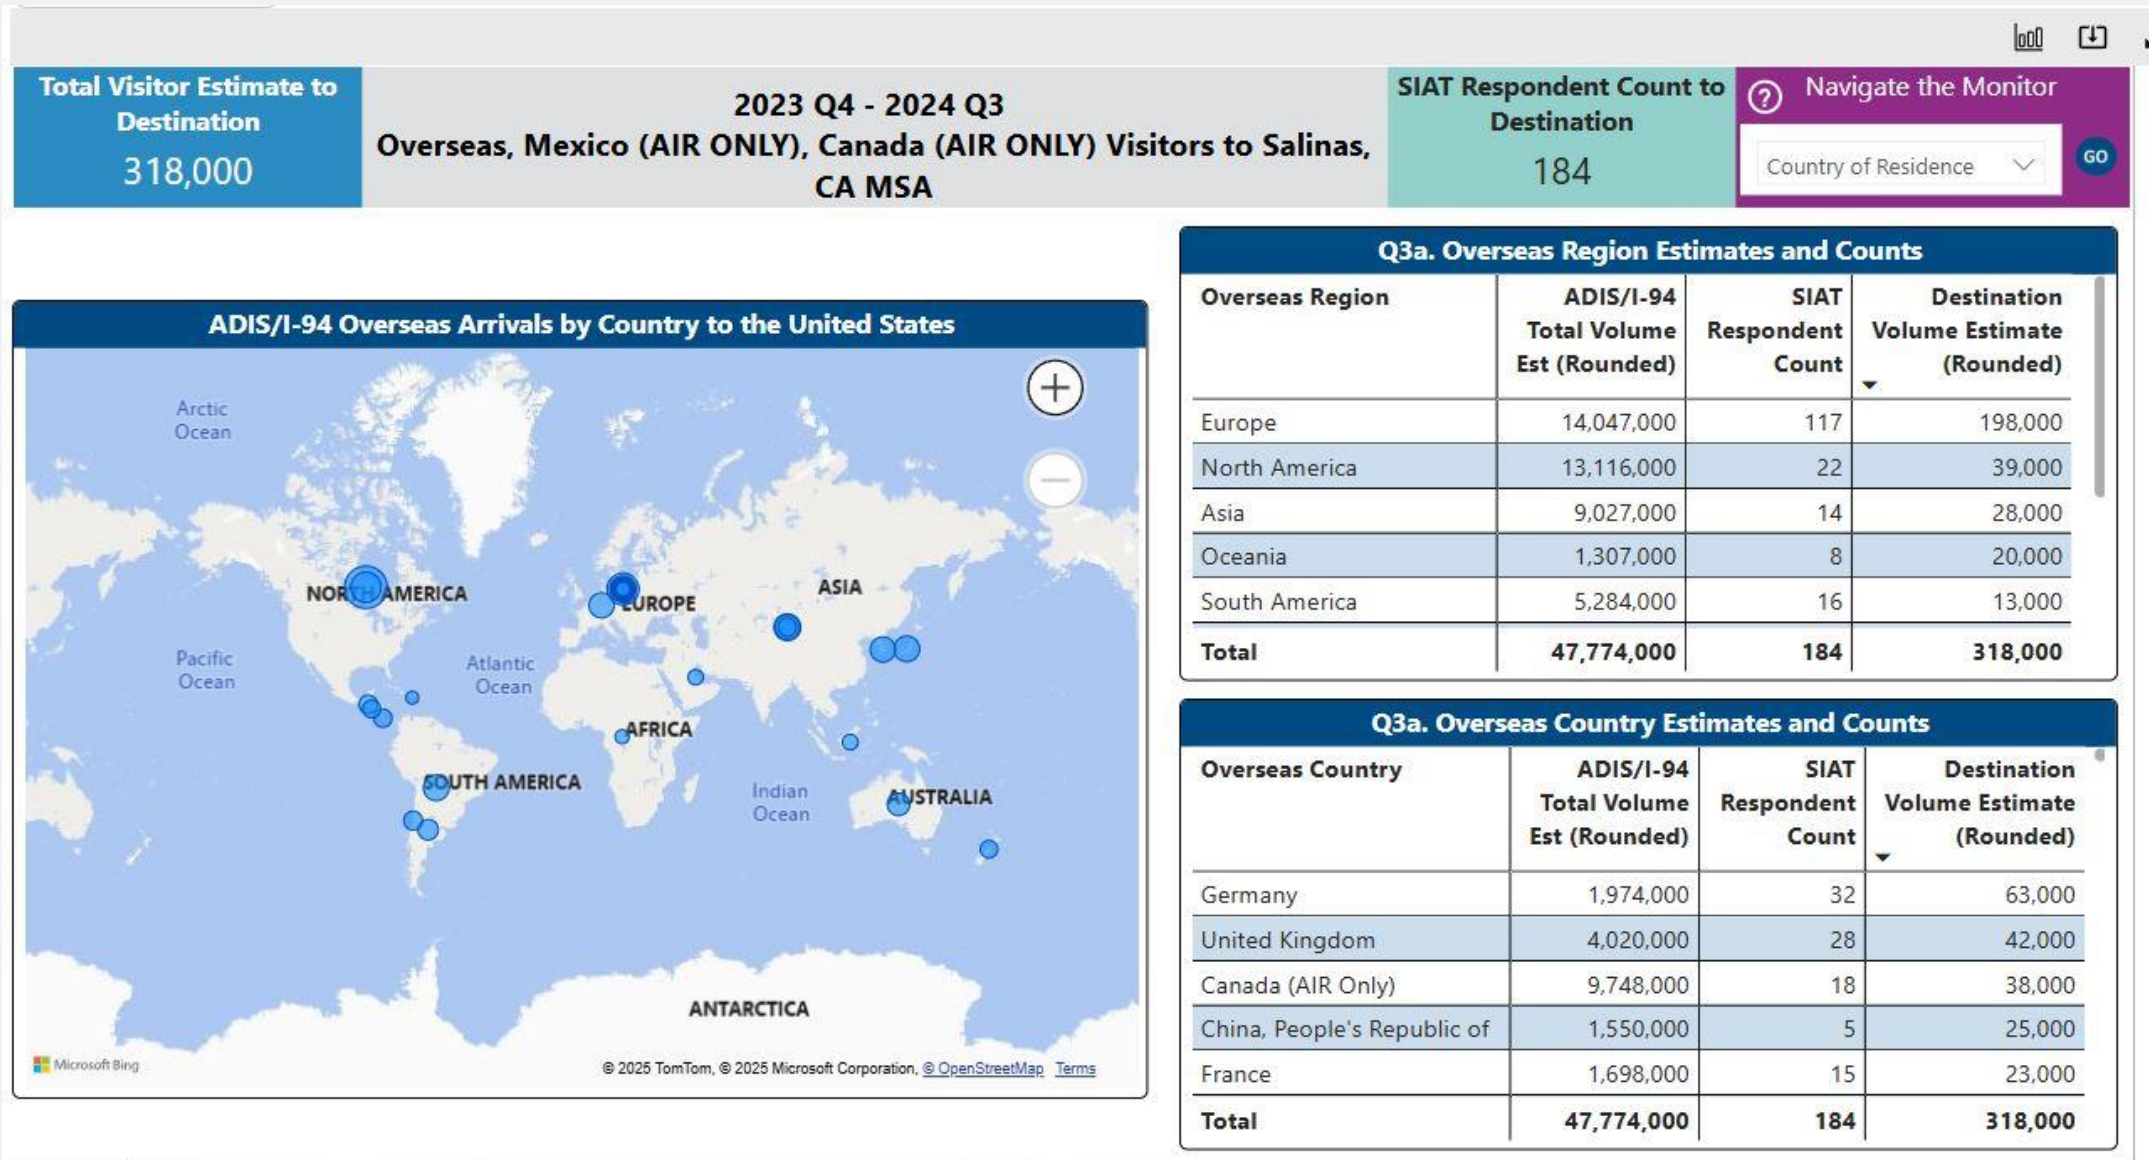 Total Visitor Estimate to
Destination
318,000
2023 Q4 - 2024 Q3
Overseas, Mexico (AIR ONLY), Canada (AIR ONLY) Visitors to Salinas,
CA MSA
SIAT Respondent Count to
Destination
184
? Navigate the Monitor
Country of Residence
GO
ADIS/I-94 Overseas Arrivals by Country to the United States
Arctic
Ocean
NORTH AMERICA
EUROPE
ASIA
Pacific
Ocean
Atlantic
Ocean
AFRICA
SOUTH AMERICA
Indian
Ocean
AUSTRALIA
ANTARCTICA
Microsoft Bing
© 2025 TomTom, © 2025 Microsoft Corporation, © OpenStreetMap Terms
Q3a. Overseas Region Estimates and Counts
Overseas Region ADIS/I-94 SIAT Destination
Total Volume Respondent Volume Estimate
Est (Rounded) Count (Rounded)
Europe 14,047,000 117 198,000
North America 13,116,000 22 39,000
Asia 9,027,000 14 28,000
Oceania 1,307,000 8 20,000
South America 5,284,000 16 13,000
Total 47,774,000 184 318,000
Q3a. Overseas Country Estimates and Counts
Overseas Country ADIS/I-94 SIAT Destination
Total Volume Respondent Volume Estimate
Est (Rounded) Count (Rounded)
Germany 1,974,000 32 63,000
United Kingdom 4,020,000 28 42,000
Canada (AIR Only) 9,748,000 18 38,000
China, People's Republic of 1,550,000 5 25,000
France 1,698,000 15 23,000
Total 47,774,000 184 318,000